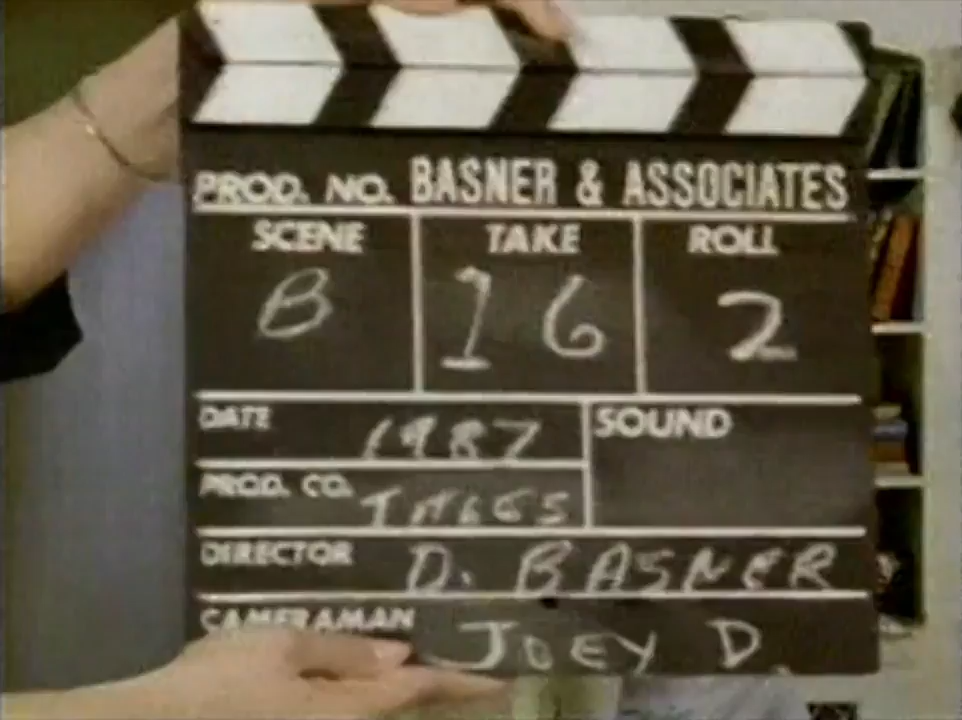 PROD. NO. BASNER & ASSOCIATES
SCENE TAKE ROLL
B 16 2
DATE 1987
SOUND
PROD. CO.
DIRECTOR D. BASNER
CAMERAMAN JOEY D.